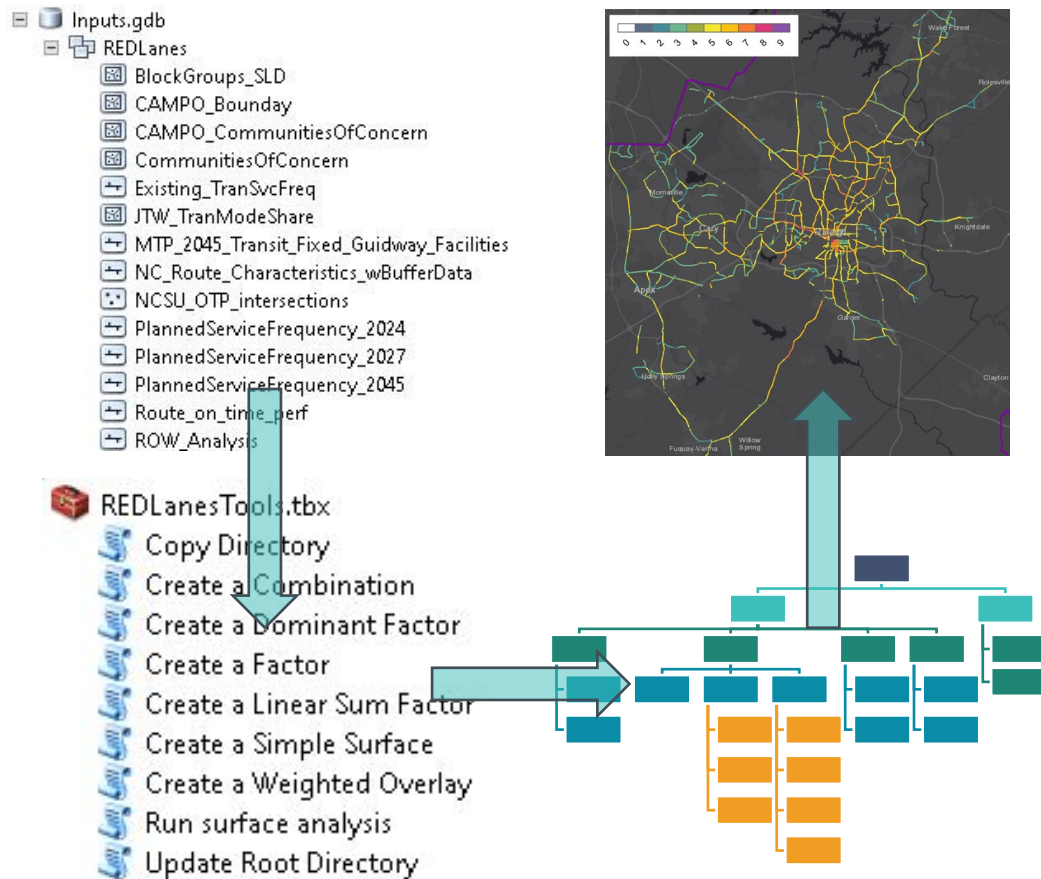 Inputs.gdb
REDLanes
BlockGroups_SLD
CAMPO_Bounday
CAMPO_CommunitiesOfConcern
CommunitiesOfConcern
Existing_TranSvcFreq
JTW_TranModeShare
MTP_2045_Transit_Fixed_Guidway_Facilities
NC_Route_Characteristics_wBufferData
NCSU_OTP_intersections
PlannedServiceFrequency_2024
PlannedServiceFrequency_2027
PlannedServiceFrequency_2045
Route_on_time_perf
ROW_Analysis
REDLanesTools.tbx
Copy Directory
Create a Combination
Create a Dominant Factor
Create a Factor
Create a Linear Sum Factor
Create a Simple Surface
Create a Weighted Overlay
Run surface analysis
Update Root Directory
0 1 2 3 4 5 6 7 8 9
Wake Forest
Rolesville
Morrisville
Cary
Raleigh
Knightdale
Apex
Garner
Holly Springs
Clayton
Willow
Spring
Fuquay-Varina